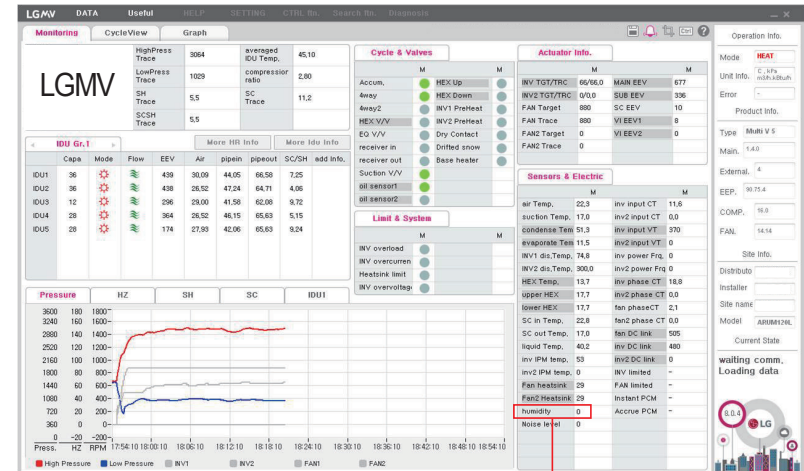 LGMV DATA Useful HELP SETTING CTRL Rn. Search Rn. Diagnosis
Monitoring CycleView Graph
LGMV
HighPress Trace 3064 averaged IDU Temp. 45,10
LowPress Trace 1029 compression ratio 2,80
SH Trace 5,5 SC Trace 11,2
SCSH Trace 5,5
IDU Gr.1 More HR Info More Idu Info
Capa Mode Flow EEV Air pipein pipeout SC/SH add info,
IDU1 36 439 30,09 44,05 66,58 7,25
IDU2 36 438 26,52 47,24 64,71 4,06
IDU3 12 296 29,00 41,58 62,08 9,72
IDU4 28 364 26,52 46,15 65,63 5,15
IDU5 28 174 27,93 42,06 65,63 9,24
Cycle & Valves
M M
Accum, HEX Up
4way HEX Down
4way2 INV1 PreHeat
HEX V/V INV2 PreHeat
EQ V/V Dry Contact
receiver in Drifted snow
receiver out Base heater
Suction V/V
oil sensor1
oil sensor2
Limit & System
M M
INV overload
INV overcurren
Heatsink limit
INV overvoltage
Actuator Info.
M M
INV TGT/TRC 66/66,0 MAIN EEV 677
INV2 TGT/TRC 0/0,0 SUB EEV 336
FAN Target 880 SC EEV 10
FAN Trace 880 VI EEV1 8
FAN2 Target 0 VI EEV2 0
FAN2 Trace 0
Sensors & Electric
M M
air Temp, 22,3 inv input CT 11,6
suction Temp, 17,0 inv2 input CT 0,0
condense Tem 51,3 inv input VT 370
evaporate Tem 11,5 inv2 input VT 0
INV1 dis,Temp, 74,8 inv power Frq, 0
INV2 dis,Temp, 300,0 inv2 power Frq 0
HEX Temp, 13,7 inv phase CT 18,8
upper HEX 17,7 inv2 phase CT 0,0
lower HEX 17,7 fan phaseCT 2,1
SC in Temp, 22,8 fan2 phase CT 0,0
SC out Temp, 17,0 fan DC link 505
liquid Temp, 40,2 inv DC link 480
inv IPM temp, 53 inv2 DC link 0
inv2 IPM temp, 0 INV limited -
Fan heatsink 29 FAN limited -
Fan2 Heatsink 29 Instant PCM -
humidity 0 Accrue PCM -
Noise level 0
Operation Info.
Mode HEAT
Unit Info.
Error -
Product Info.
Type Multi V 5
Main. 1.4.0
External. 4
EEP. 90.75.4
COMP. 16.0
FAN. 14.14
Site Info.
Distributo
Installer
Site name
Model ARUM120L
Current State
waiting comm.
Loading data
8.0.4 LG
Pressure HZ SH SC IDU1
3600 180 1800
3240 160 1600
2880 140 1400
2520 120 1200
2160 100 1000
1800 80 800
1440 60 600
1080 40 400
720 20 200
360 0 0
0 -20 -200
Press. HZ RPM 17:54:10 18:00:10 18:06:10 18:12:10 18:18:10 18:24:10 18:30:10 18:36:10 18:42:10 18:48:10 18:54:10
High Pressure Low Pressure INV1 INV2 FAN1 FAN2